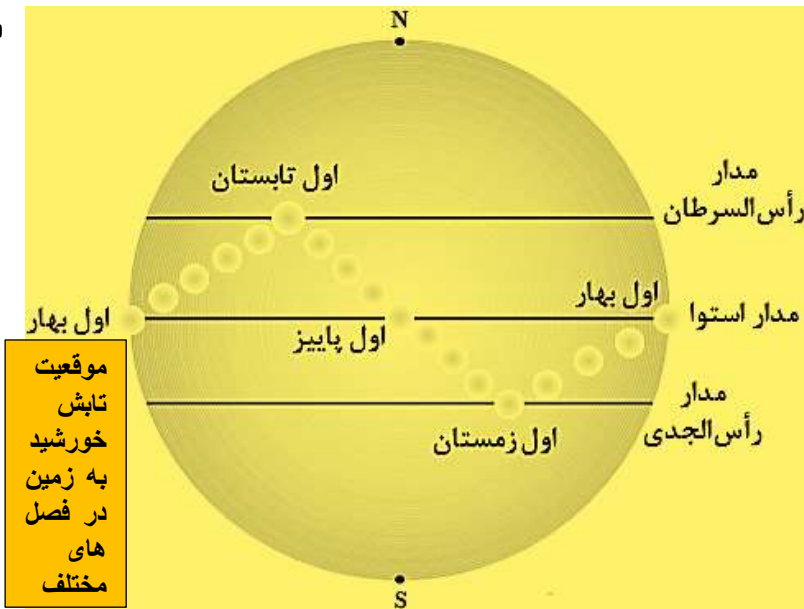 N
اول تابستان
مدار
رأس‌السرطان
اول بهار
مدار استوا
اول بهار
اول پاییز
مدار
رأس‌الجدی
اول زمستان
موقعیت
تابش
خورشید
به زمین
در فصل
های
مختلف
S